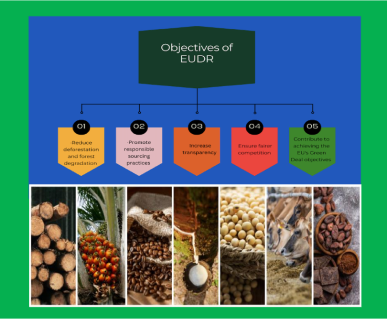 Objectives of
EUDR
01
02
03
04
05
Reduce
deforestation
and forest
degradation
Promote
responsible
sourcing
practices
Increase
transparency
Ensure fairer
competition
Contribute to
achieving the
EU's Green
Deal objectives